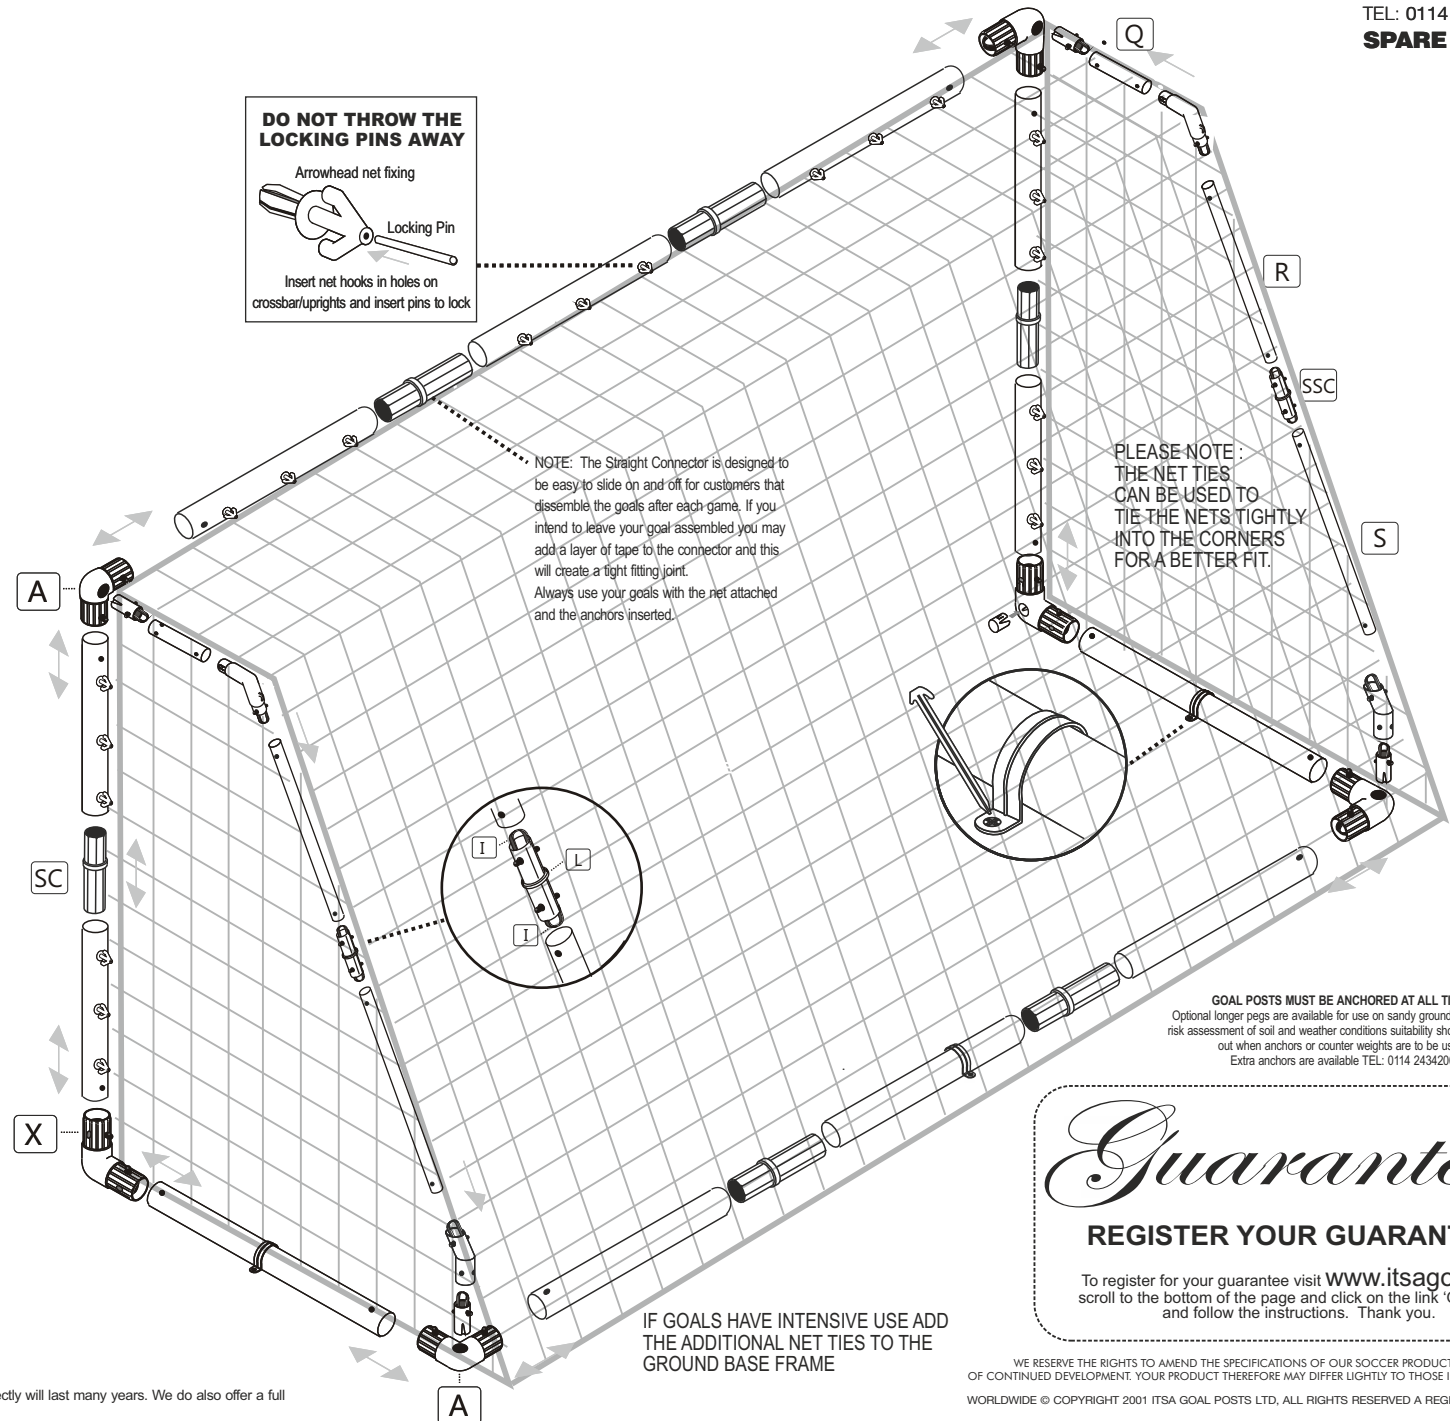 TEL: 0114
SPARE
Q
DO NOT THROW THE
LOCKING PINS AWAY
Arrowhead net fixing
Locking Pin
Insert net hooks in holes on
crossbar/uprights and insert pins to lock
R
SSC
NOTE: The Straight Connector is designed to
be easy to slide on and off for customers that
dissemble the goals after each game. If you
intend to leave your goal assembled you may
add a layer of tape to the connector and this
will create a tight fitting joint.
Always use your goals with the net attached
and the anchors inserted.
PLEASE NOTE :
THE NET TIES
CAN BE USED TO
TIE THE NETS TIGHTLY
INTO THE CORNERS
FOR A BETTER FIT.
S
A
I
L
I
SC
X
GOAL POSTS MUST BE ANCHORED AT ALL
Optional longer pegs are available for use on sandy ground
risk assessment of soil and weather conditions suitability
out when anchors or counter weights are to be
Extra anchors are available TEL: 0114
REGISTER YOUR
To register for your guarantee visit
scroll to the bottom of the page and click on the link
and follow the instructions. Thank you.
IF GOALS HAVE INTENSIVE USE ADD
THE ADDITIONAL NET TIES TO THE
GROUND BASE FRAME
WE RESERVE THE RIGHTS TO AMEND THE SPECIFICATIONS OF OUR SOCCER
OF CONTINUED DEVELOPMENT. YOUR PRODUCT THEREFORE MAY DIFFER LIGHTLY TO THOSE
will last many years. We do also offer a full
WORLDWIDE © COPYRIGHT 2001 ITSA GOAL POSTS LTD, ALL RIGHTS RESERVED A
A